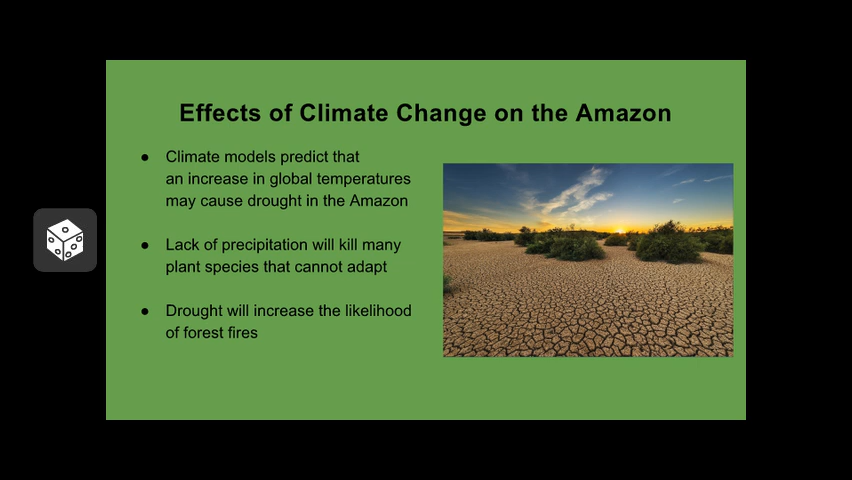 Effects of Climate Change on the Amazon
● Climate models predict that
an increase in global temperatures
may cause drought in the Amazon
● Lack of precipitation will kill many
plant species that cannot adapt
● Drought will increase the likelihood
of forest fires